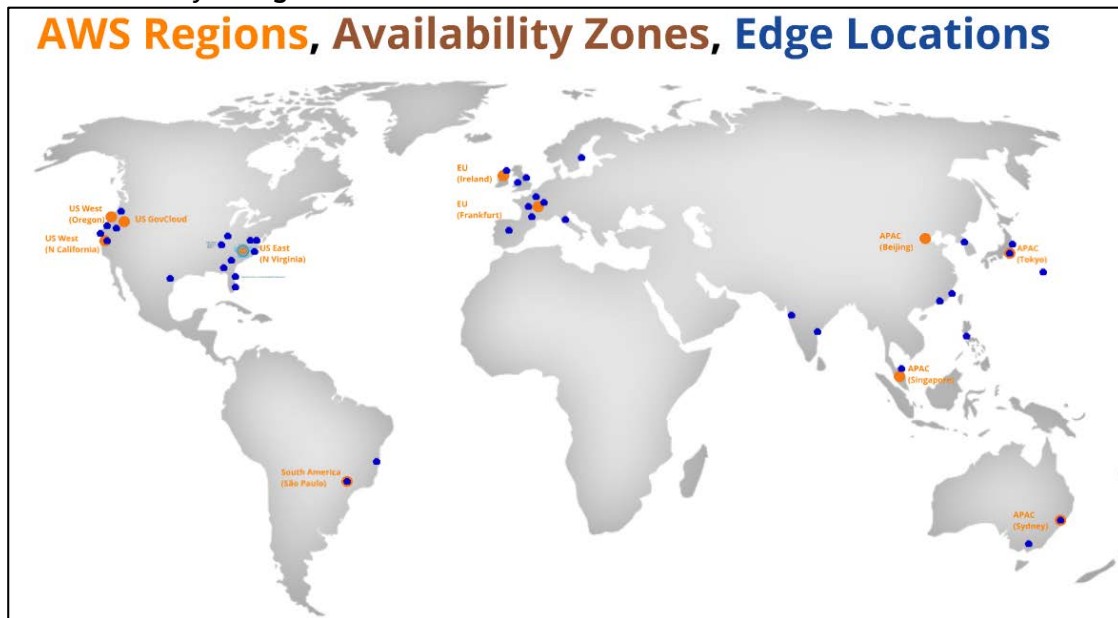 AWS Regions, Availability Zones, Edge Locations
EU
(Ireland)
US West
(Oregon)
US GovCloud
EU
(Frankfurt)
US West
(N California)
US East
(N Virginia)
APAC
(Beijing)
APAC
(Tokyo)
APAC
(Singapore)
South America
(São Paulo)
APAC
(Sydney)